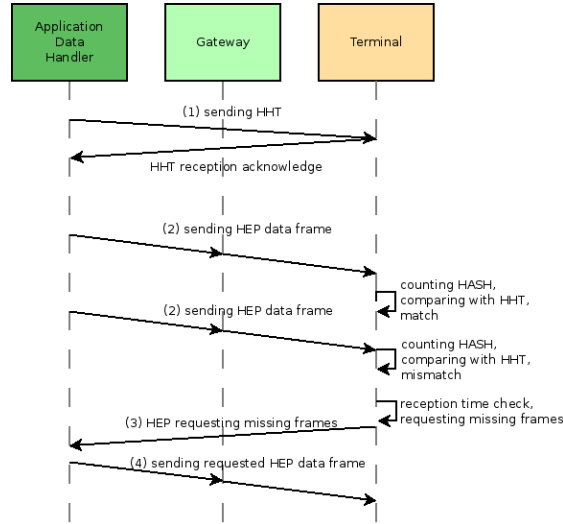 Application
Data
Handler
Gateway
Terminal
(1) sending HHT
HHT reception acknowledge
(2) sending HEP data frame
counting HASH,
comparing with HHT,
match
(2) sending HEP data frame
counting HASH,
comparing with HHT,
mismatch
reception time check,
requesting missing frames
(3) HEP requesting missing frames
(4) sending requested HEP data frame